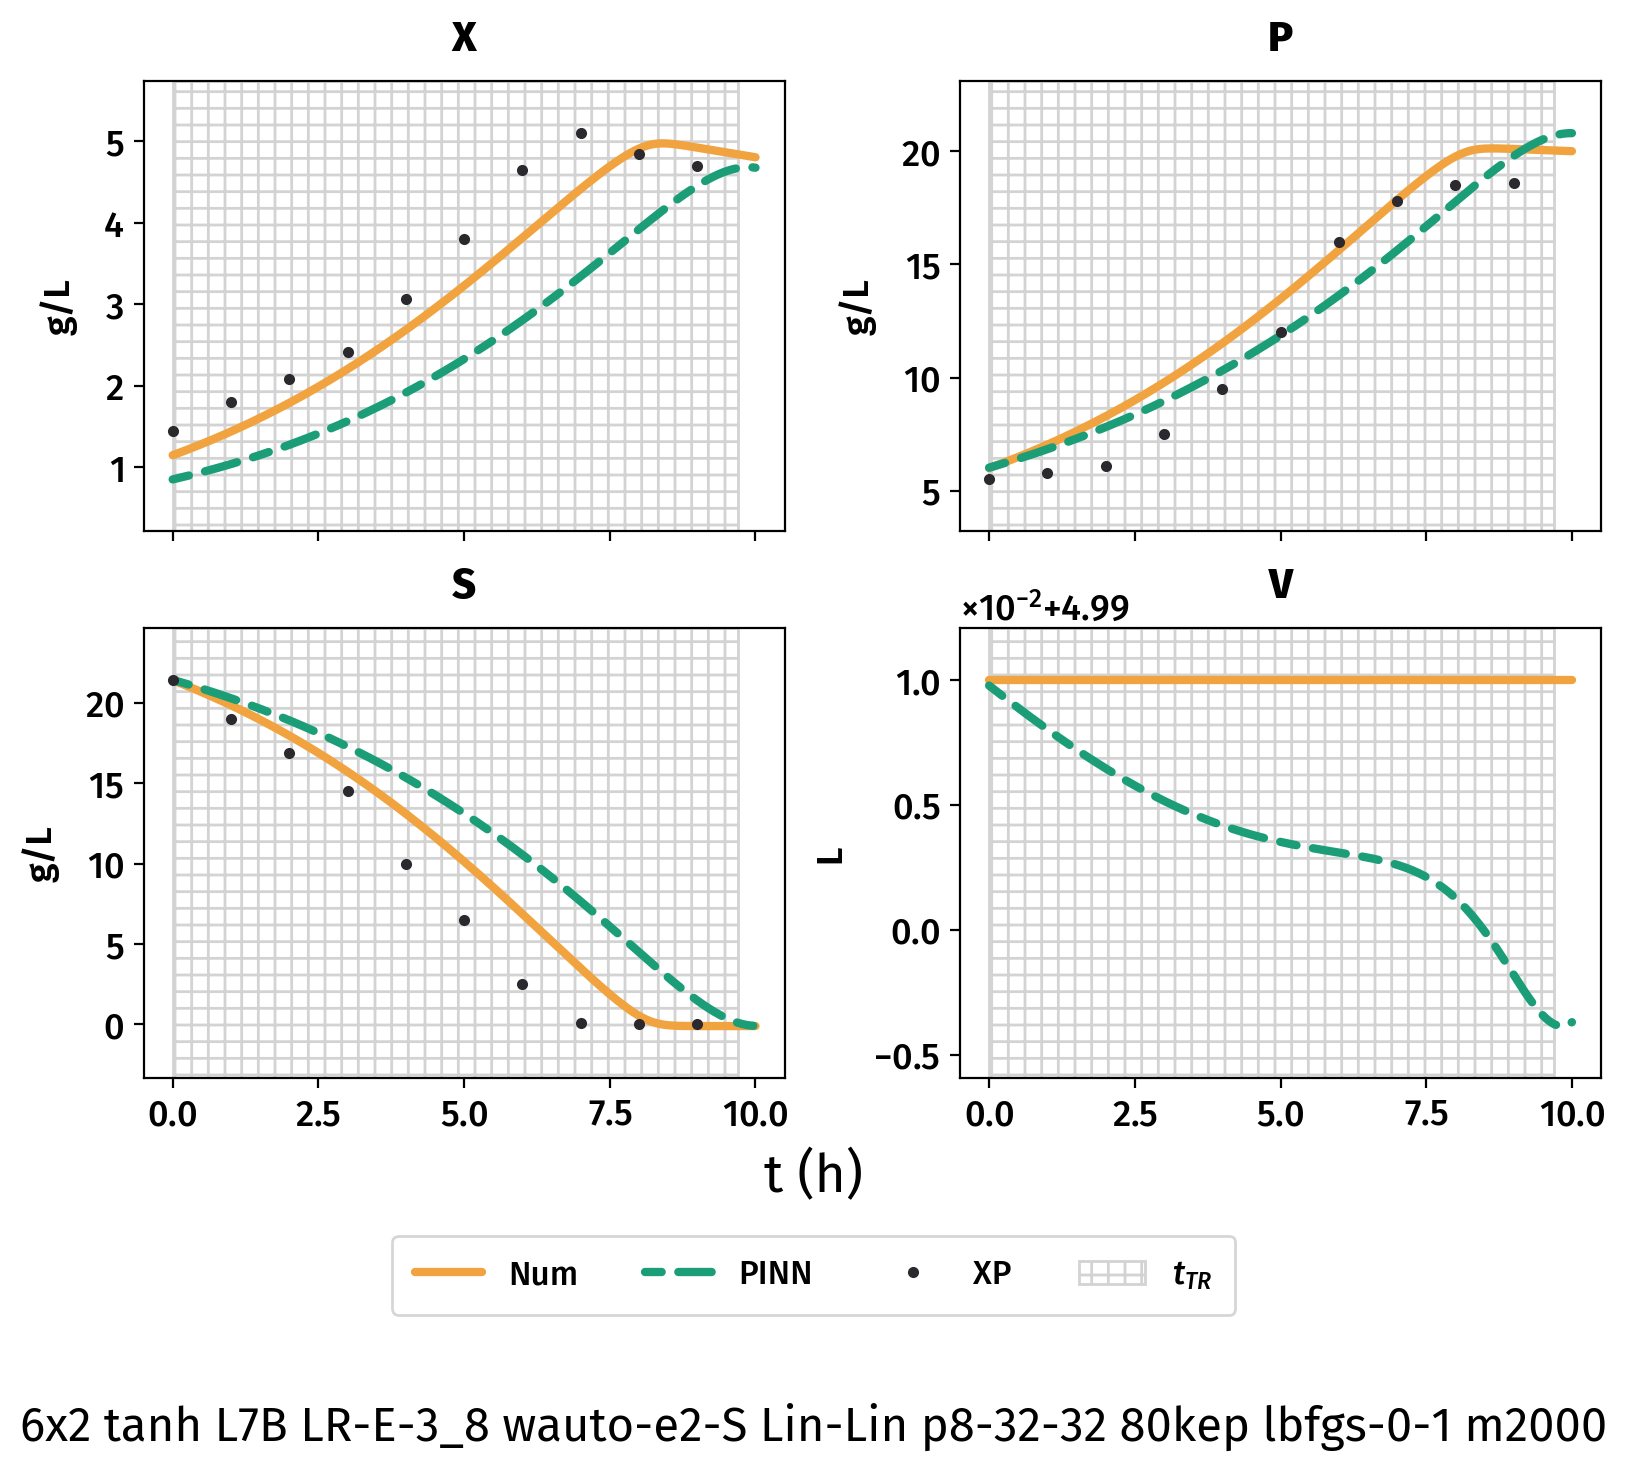 X
P
g/L
5
4
3
2
1
g/L
20
15
10
5
S
V
×10⁻²+4.99
g/L
20
15
10
5
0
L
1.0
0.5
0.0
−0.5
0.0 2.5 5.0 7.5 10.0
0.0 2.5 5.0 7.5 10.0
t (h)
Num PINN XP t_TR
6x2 tanh L7B LR-E-3_8 wauto-e2-S Lin-Lin p8-32-32 80kep lbfgs-0-1 m2000